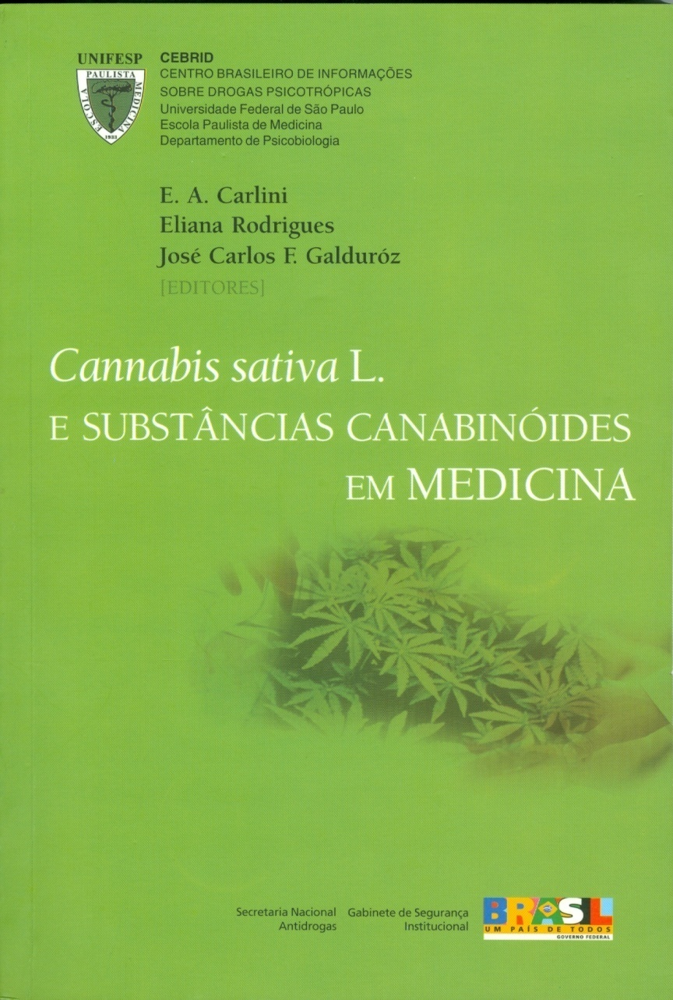 UNIFESP
PAULISTA
ESCOLA
MEDICINA
1933
CEBRID
CENTRO BRASILEIRO DE INFORMAÇÕES
SOBRE DROGAS PSICOTRÓPICAS
Universidade Federal de São Paulo
Escola Paulista de Medicina
Departamento de Psicobiologia
E. A. Carlini
Eliana Rodrigues
José Carlos F. Galduróz
[EDITORES]
Cannabis sativa L.
E SUBSTÂNCIAS CANABINÓIDES
EM MEDICINA
Secretaria Nacional
Antidrogas
Gabinete de Segurança
Institucional
BRASIL
UM PAÍS DE TODOS
GOVERNO FEDERAL